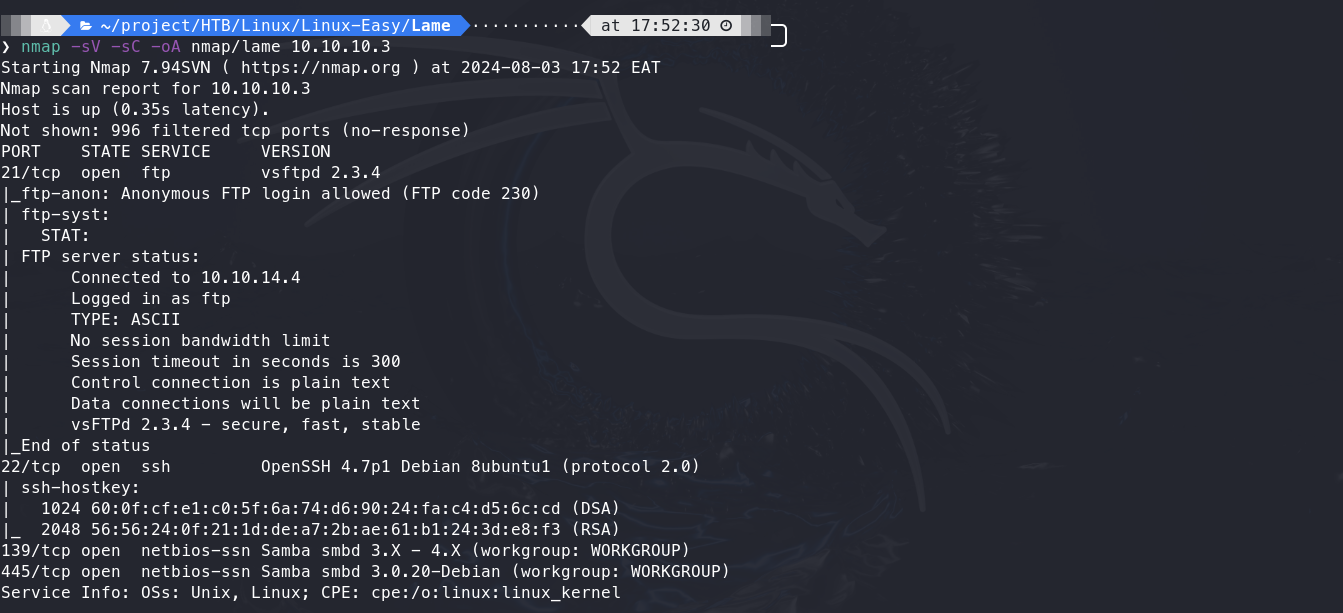 ~/project/HTB/Linux/Linux-Easy/Lame ··········· at 17:52:30
❯ nmap -sV -sC -oA nmap/lame 10.10.10.3
Starting Nmap 7.94SVN ( https://nmap.org ) at 2024-08-03 17:52 EAT
Nmap scan report for 10.10.10.3
Host is up (0.35s latency).
Not shown: 996 filtered tcp ports (no-response)
PORT    STATE SERVICE     VERSION
21/tcp  open  ftp         vsftpd 2.3.4
|_ftp-anon: Anonymous FTP login allowed (FTP code 230)
| ftp-syst:
|   STAT:
| FTP server status:
|      Connected to 10.10.14.4
|      Logged in as ftp
|      TYPE: ASCII
|      No session bandwidth limit
|      Session timeout in seconds is 300
|      Control connection is plain text
|      Data connections will be plain text
|      vsFTPd 2.3.4 - secure, fast, stable
|_End of status
22/tcp  open  ssh         OpenSSH 4.7p1 Debian 8ubuntu1 (protocol 2.0)
| ssh-hostkey:
|   1024 60:0f:cf:e1:c0:5f:6a:74:d6:90:24:fa:c4:d5:6c:cd (DSA)
|_  2048 56:56:24:0f:21:1d:de:a7:2b:ae:61:b1:24:3d:e8:f3 (RSA)
139/tcp open  netbios-ssn Samba smbd 3.X - 4.X (workgroup: WORKGROUP)
445/tcp open  netbios-ssn Samba smbd 3.0.20-Debian (workgroup: WORKGROUP)
Service Info: OSs: Unix, Linux; CPE: cpe:/o:linux:linux_kernel